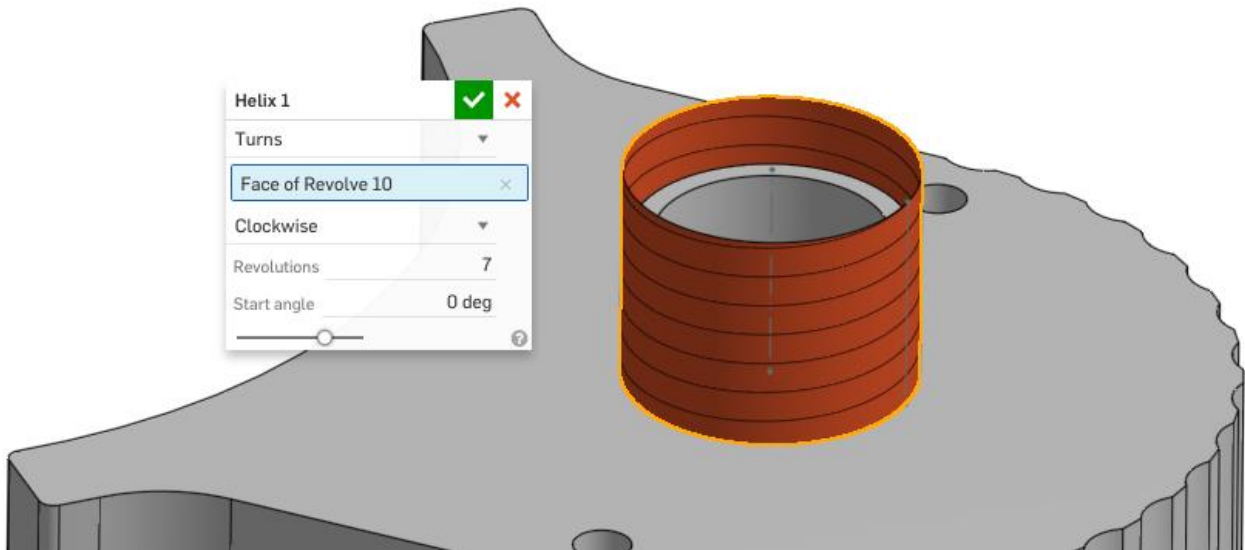 Helix 1
Turns
Face of Revolve 10
Clockwise
Revolutions 7
Start angle 0 deg
?